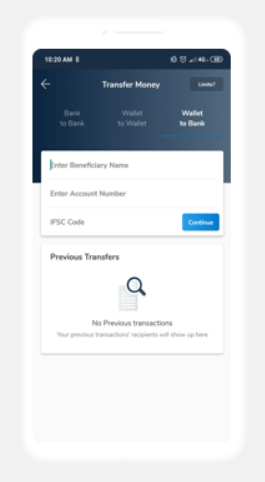 10:20 AM
4G
Transfer Money
Limits?
Bank
to Bank
Wallet
to Wallet
Wallet
to Bank
Enter Beneficiary Name
Enter Account Number
IFSC Code
Continue
Previous Transfers
No Previous transactions
Your previous transactions' recipients will show up here